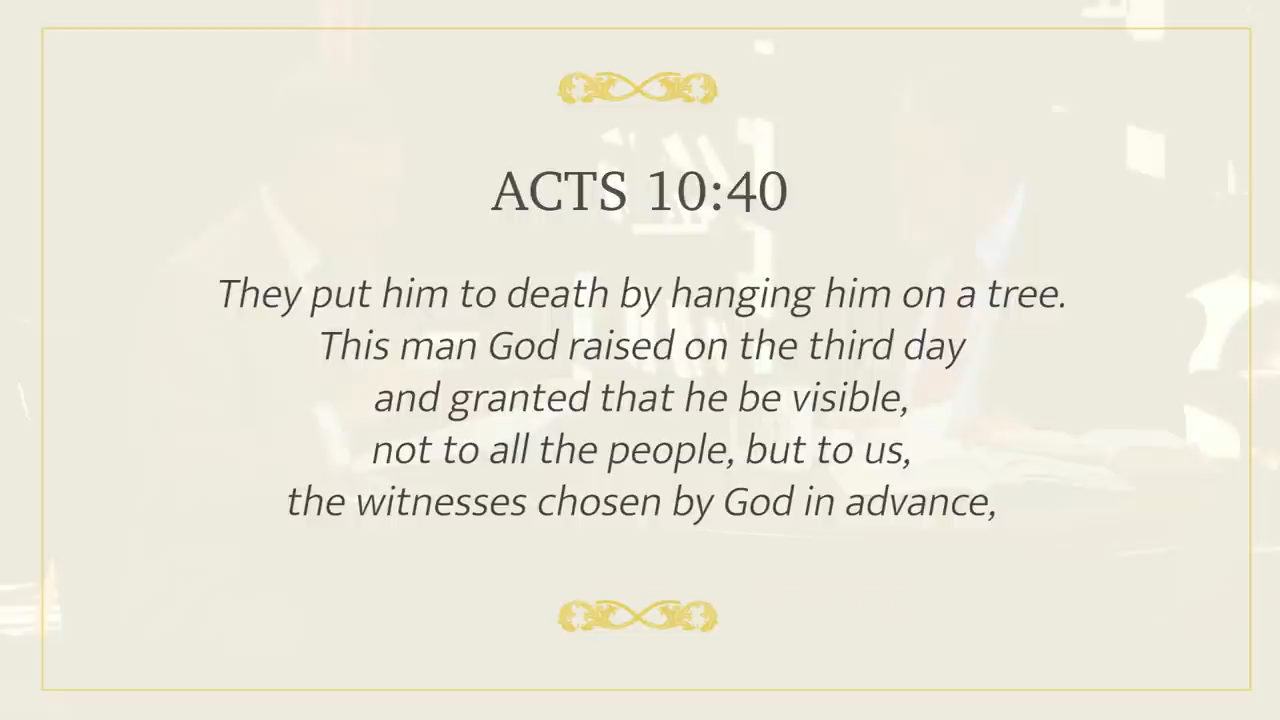 ACTS 10:40
They put him to death by hanging him on a tree.
This man God raised on the third day
and granted that he be visible,
not to all the people, but to us,
the witnesses chosen by God in advance,